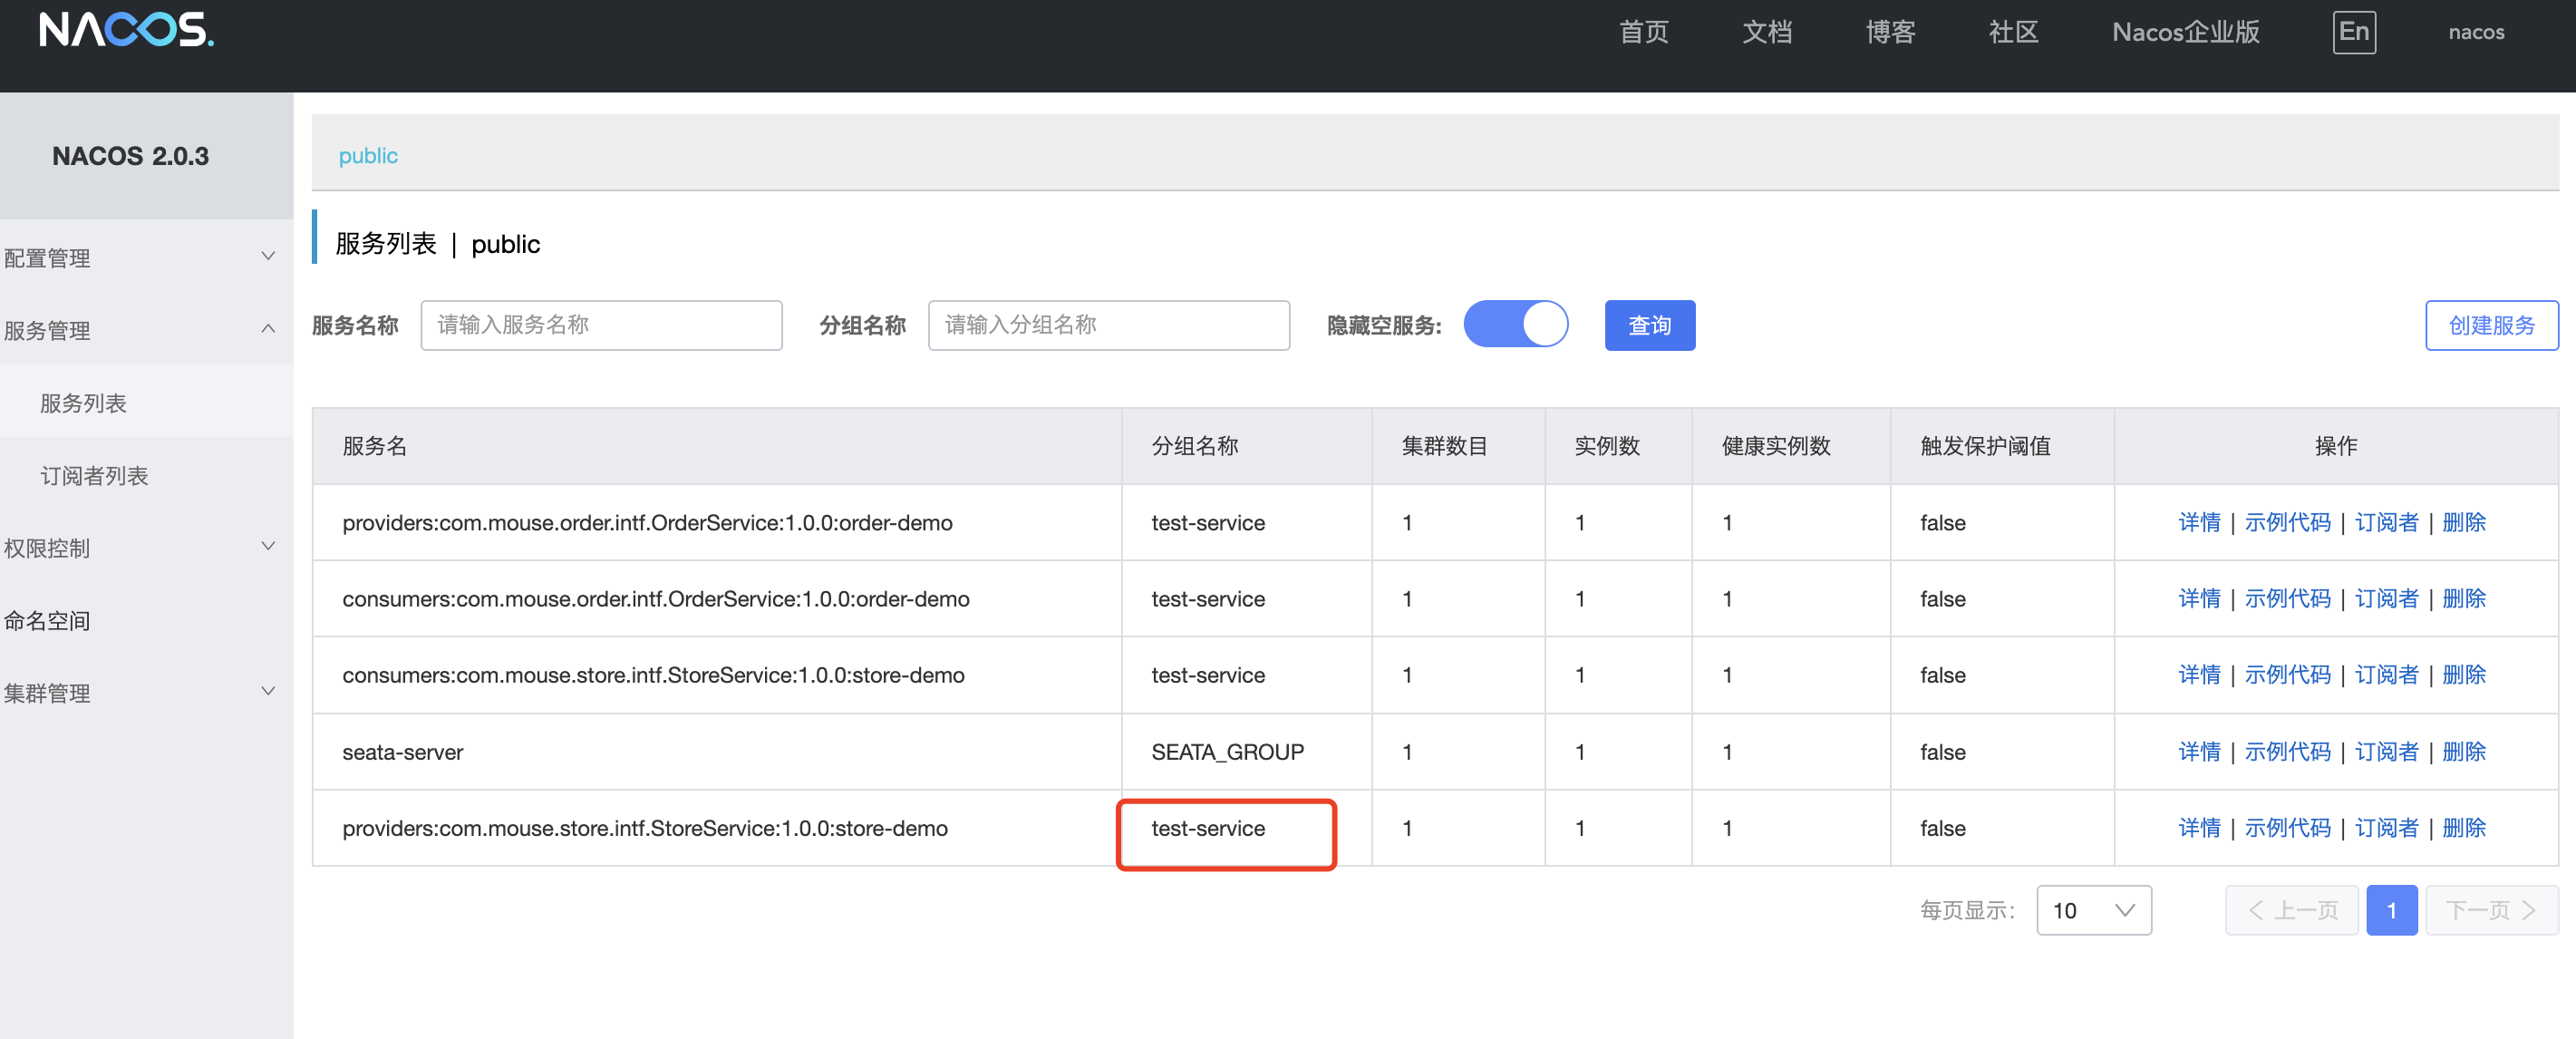 NACOS. 首页 文档 博客 社区 Nacos企业版 En nacos
NACOS 2.0.3
配置管理
服务管理
服务列表
订阅者列表
权限控制
命名空间
集群管理
public
服务列表 | public
服务名称 请输入服务名称 分组名称 请输入分组名称 隐藏空服务: 查询 创建服务
服务名 分组名称 集群数目 实例数 健康实例数 触发保护阈值 操作
providers:com.mouse.order.intf.OrderService:1.0.0:order-demo test-service 1 1 1 false 详情 | 示例代码 | 订阅者 | 删除
consumers:com.mouse.order.intf.OrderService:1.0.0:order-demo test-service 1 1 1 false 详情 | 示例代码 | 订阅者 | 删除
consumers:com.mouse.store.intf.StoreService:1.0.0:store-demo test-service 1 1 1 false 详情 | 示例代码 | 订阅者 | 删除
seata-server SEATA_GROUP 1 1 1 false 详情 | 示例代码 | 订阅者 | 删除
providers:com.mouse.store.intf.StoreService:1.0.0:store-demo test-service 1 1 1 false 详情 | 示例代码 | 订阅者 | 删除
每页显示: 10 上一页 1 下一页